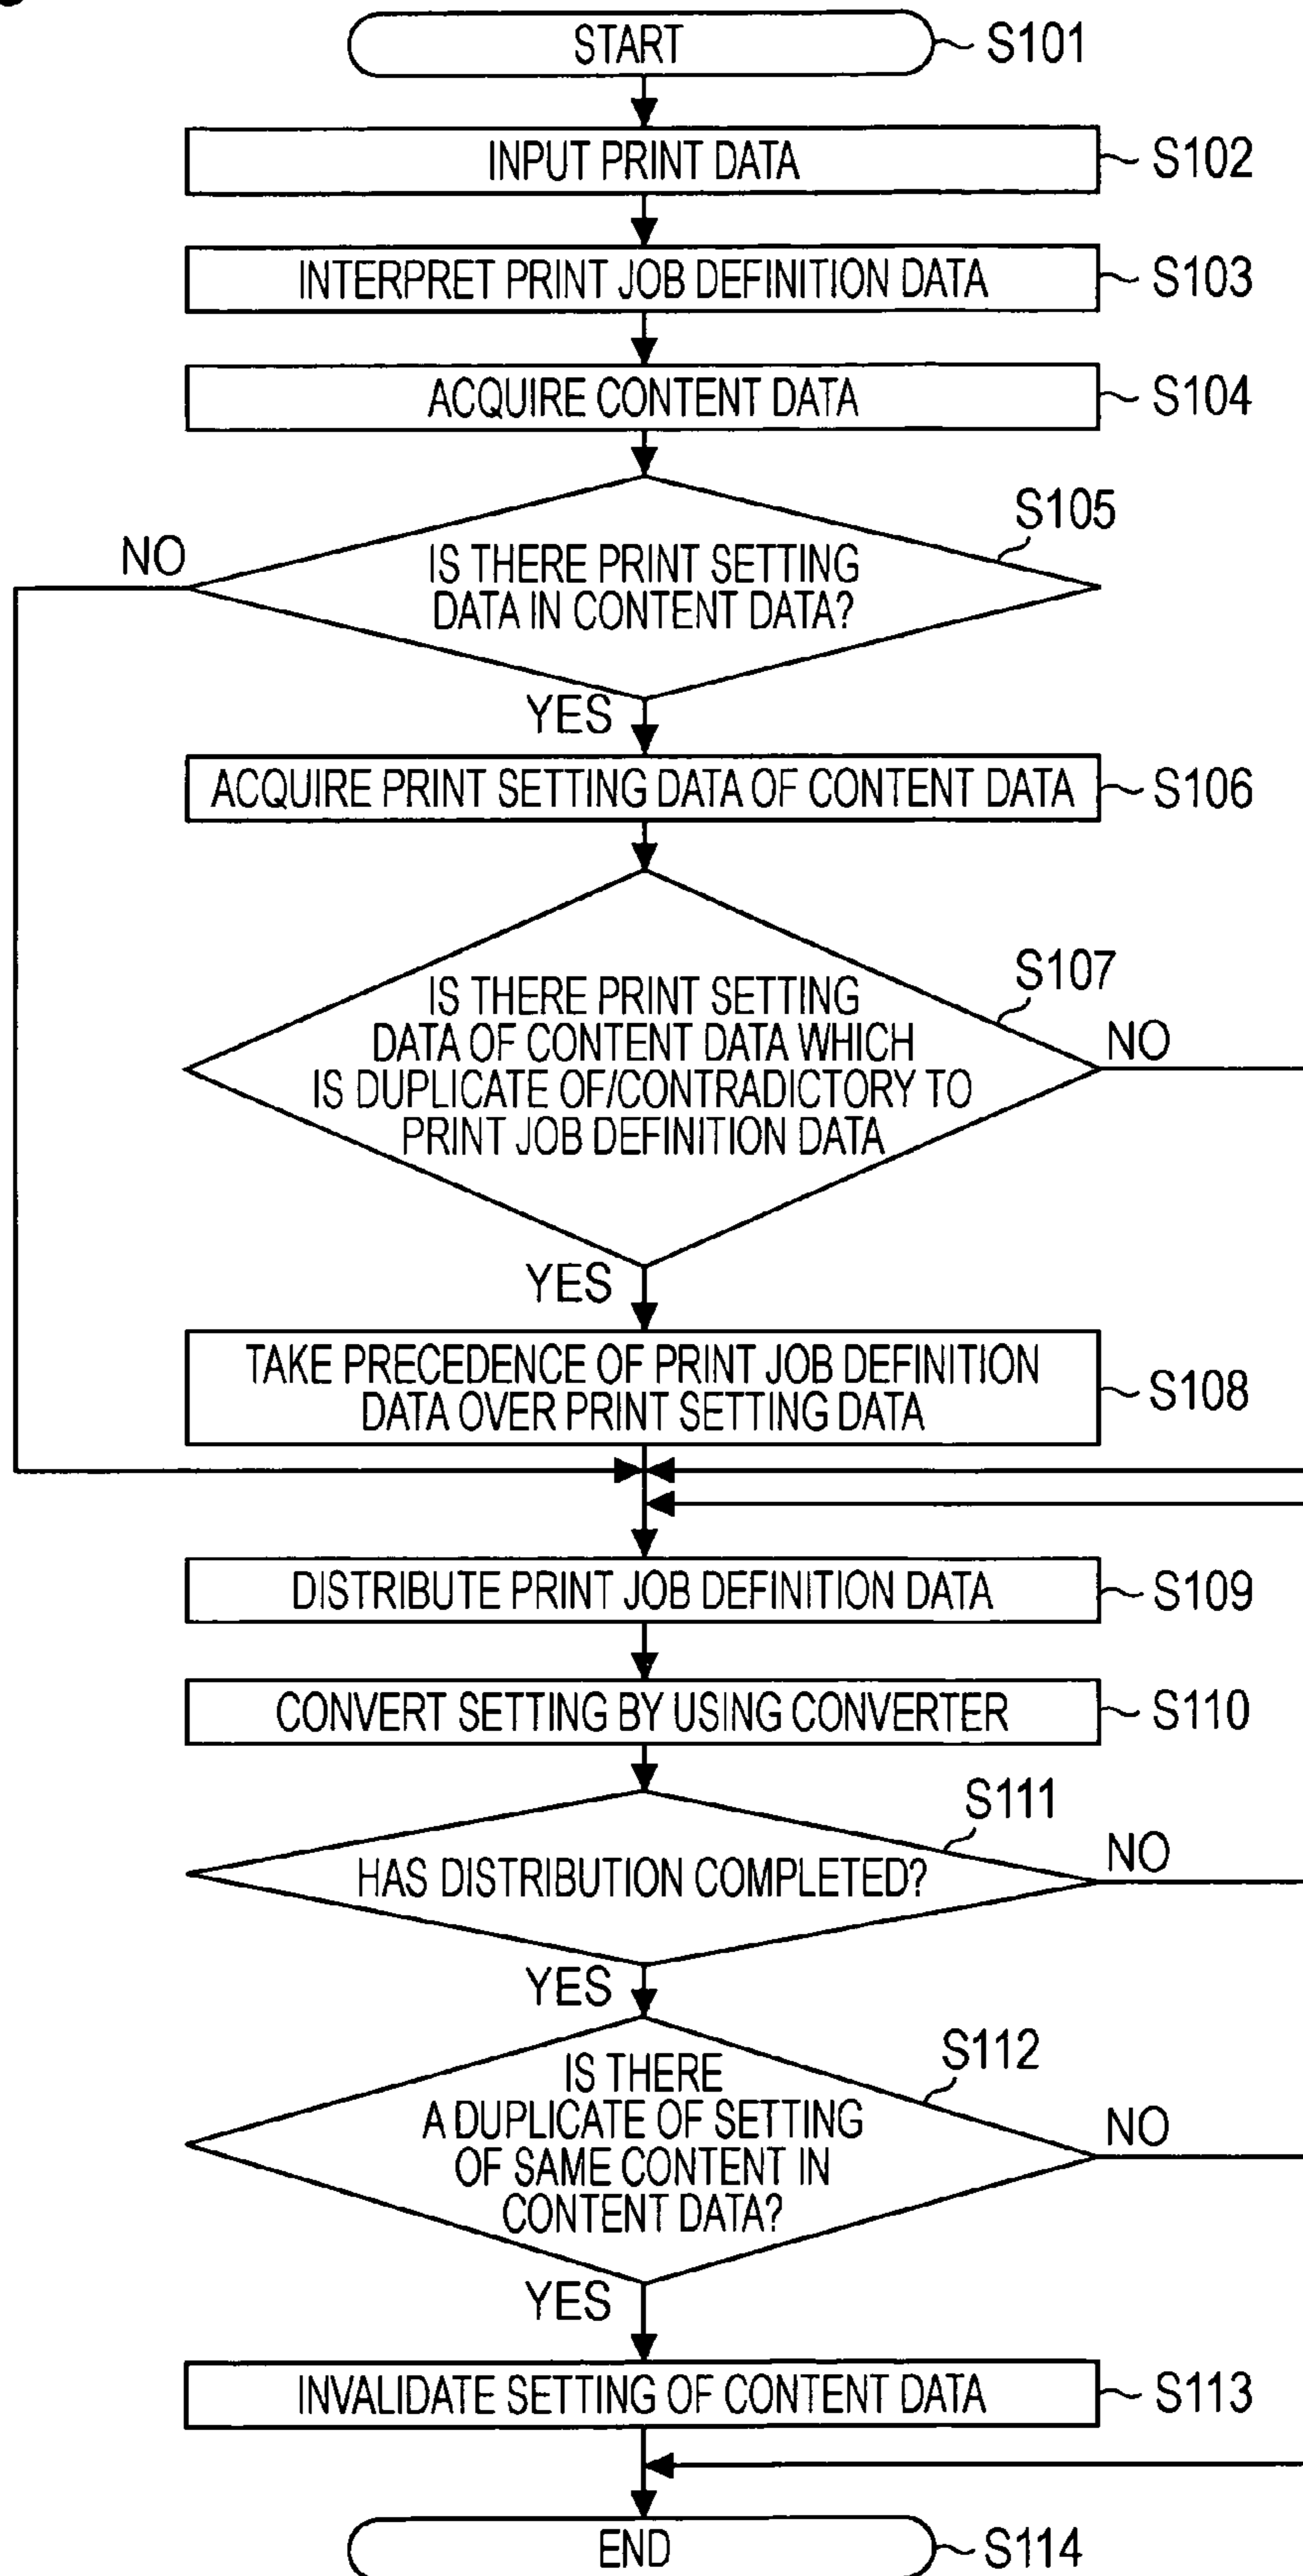 START
S101
INPUT PRINT DATA
S102
INTERPRET PRINT JOB DEFINITION DATA
S103
ACQUIRE CONTENT DATA
S104
S105
NO
IS THERE PRINT SETTING
DATA IN CONTENT DATA?
YES
ACQUIRE PRINT SETTING DATA OF CONTENT DATA
S106
S107
IS THERE PRINT SETTING
DATA OF CONTENT DATA WHICH
NO
IS DUPLICATE OF/CONTRADICTORY TO
PRINT JOB DEFINITION DATA
YES
TAKE PRECEDENCE OF PRINT JOB DEFINITION
DATA OVER PRINT SETTING DATA
S108
DISTRIBUTE PRINT JOB DEFINITION DATA
S109
CONVERT SETTING BY USING CONVERTER
S110
S111
HAS DISTRIBUTION COMPLETED?
NO
YES
S112
IS THERE
A DUPLICATE OF SETTING
NO
OF SAME CONTENT IN
CONTENT DATA?
YES
INVALIDATE SETTING OF CONTENT DATA
S113
END
S114